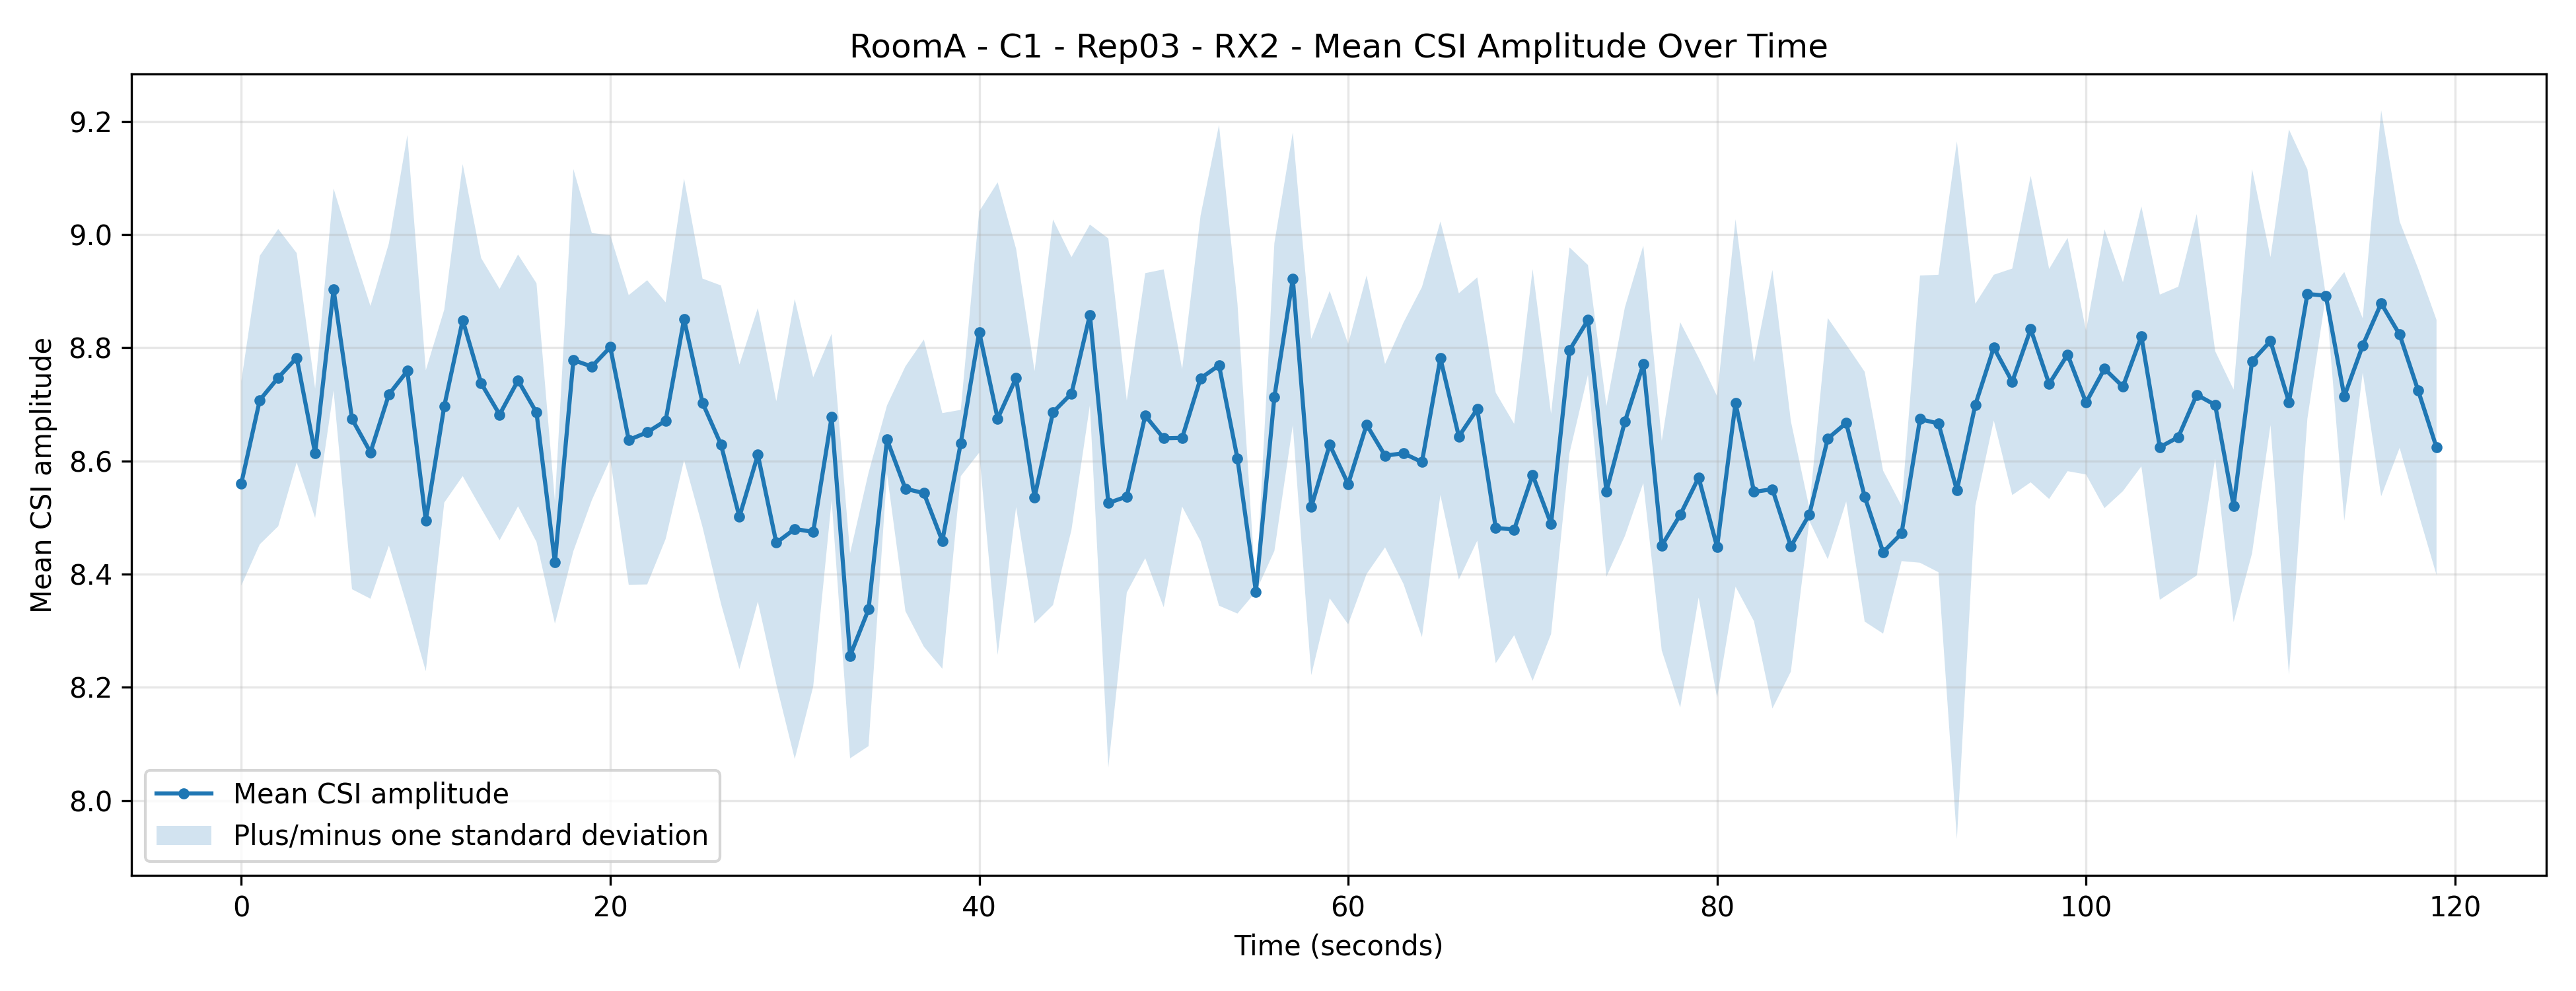 RoomA - C1 - Rep03 - RX2 - Mean CSI Amplitude Over Time
Mean CSI amplitude
9.2
9.0
8.8
8.6
8.4
8.2
8.0
Mean CSI amplitude
Plus/minus one standard deviation
0 20 40 60 80 100 120
Time (seconds)